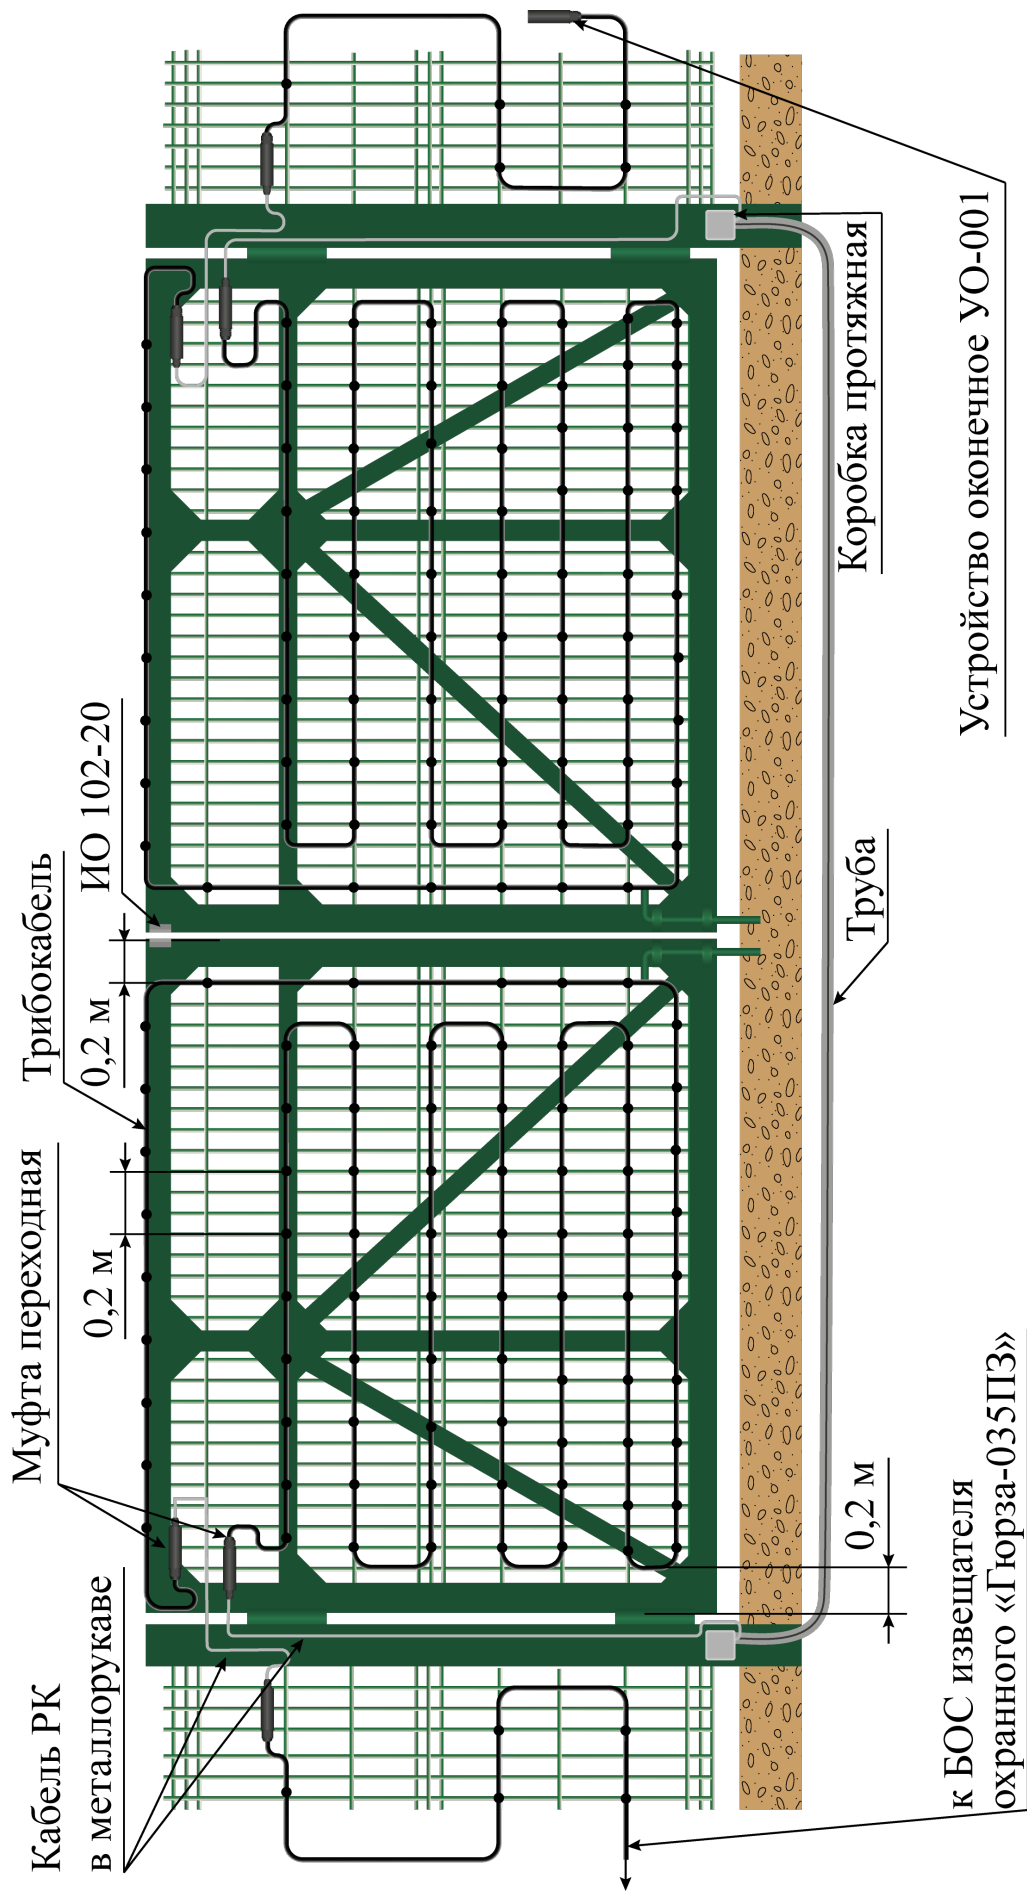 Кабель РК
в металлорукаве
Муфта переходная
0,2 м
Трибокабель
0,2 м
ИО 102-20
к БОС извещателя
охранного «Гюрза-035ПЗ»
0,2 м
Труба
Коробка протяжная
Устройство оконечное УО-001